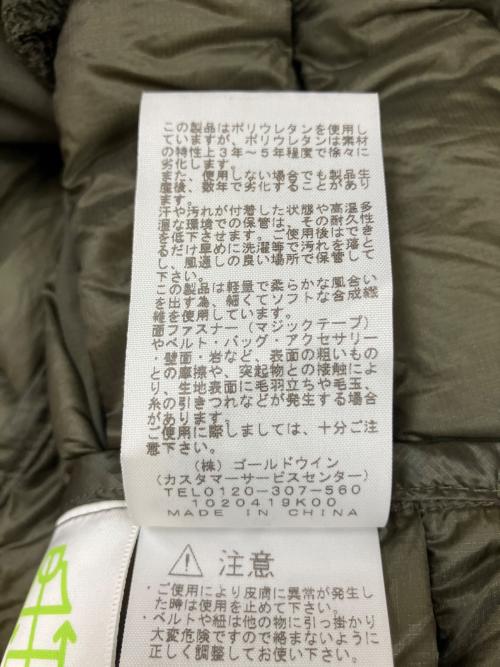 この製品はポリウレタンを使用し
ていますが、ポリウレタンは素材
の特性上3年～5年程度で徐々に
劣化します。
また、使用しない場合でも製品生
産後、数年で劣化することがあり
ます。
汗や汚れが付着した状態や高温多
湿な環境での保管は、その耐久性
を低下させます。ご使用後はでき
るだけ早めに洗濯等で汚れを落と
し、風通しの良い場所で保管して
下さい。
この製品は軽量で柔らかな風合い
を出す為、細くてソフトな合成繊
維を使用しています。
面ファスナー（マジックテープ）
やベルト・バッグ・アクセサリー
・壁面・岩など、表面の粗いもの
との摩擦や、突起物との接触によ
り、生地表面に毛羽立ちや毛玉、
糸の引きつれなどが発生する場合
があります。
ご使用に際しましては、十分ご注
意下さい。
（株）ゴールドウイン
(カスタマーサービスセンター)
TEL0120-307-560
1020419K00
MADE IN CHINA
注意
・ご使用により皮膚に異常が発生し
た時は使用を止めて下さい。
・ベルトや紐は他の物に引っ掛かり
大変危険ですので絡まないように
正しく調整してお使い下さい。